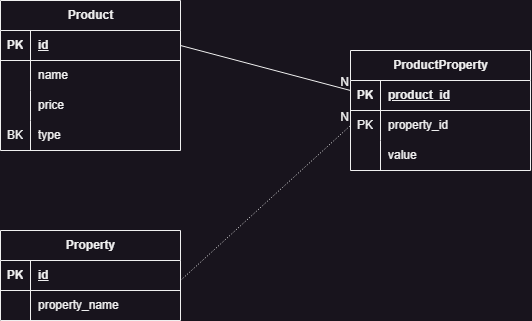 Product
PK id
name
price
BK type
ProductProperty
N
PK product_id
N
PK property_id
value
Property
PK id
property_name